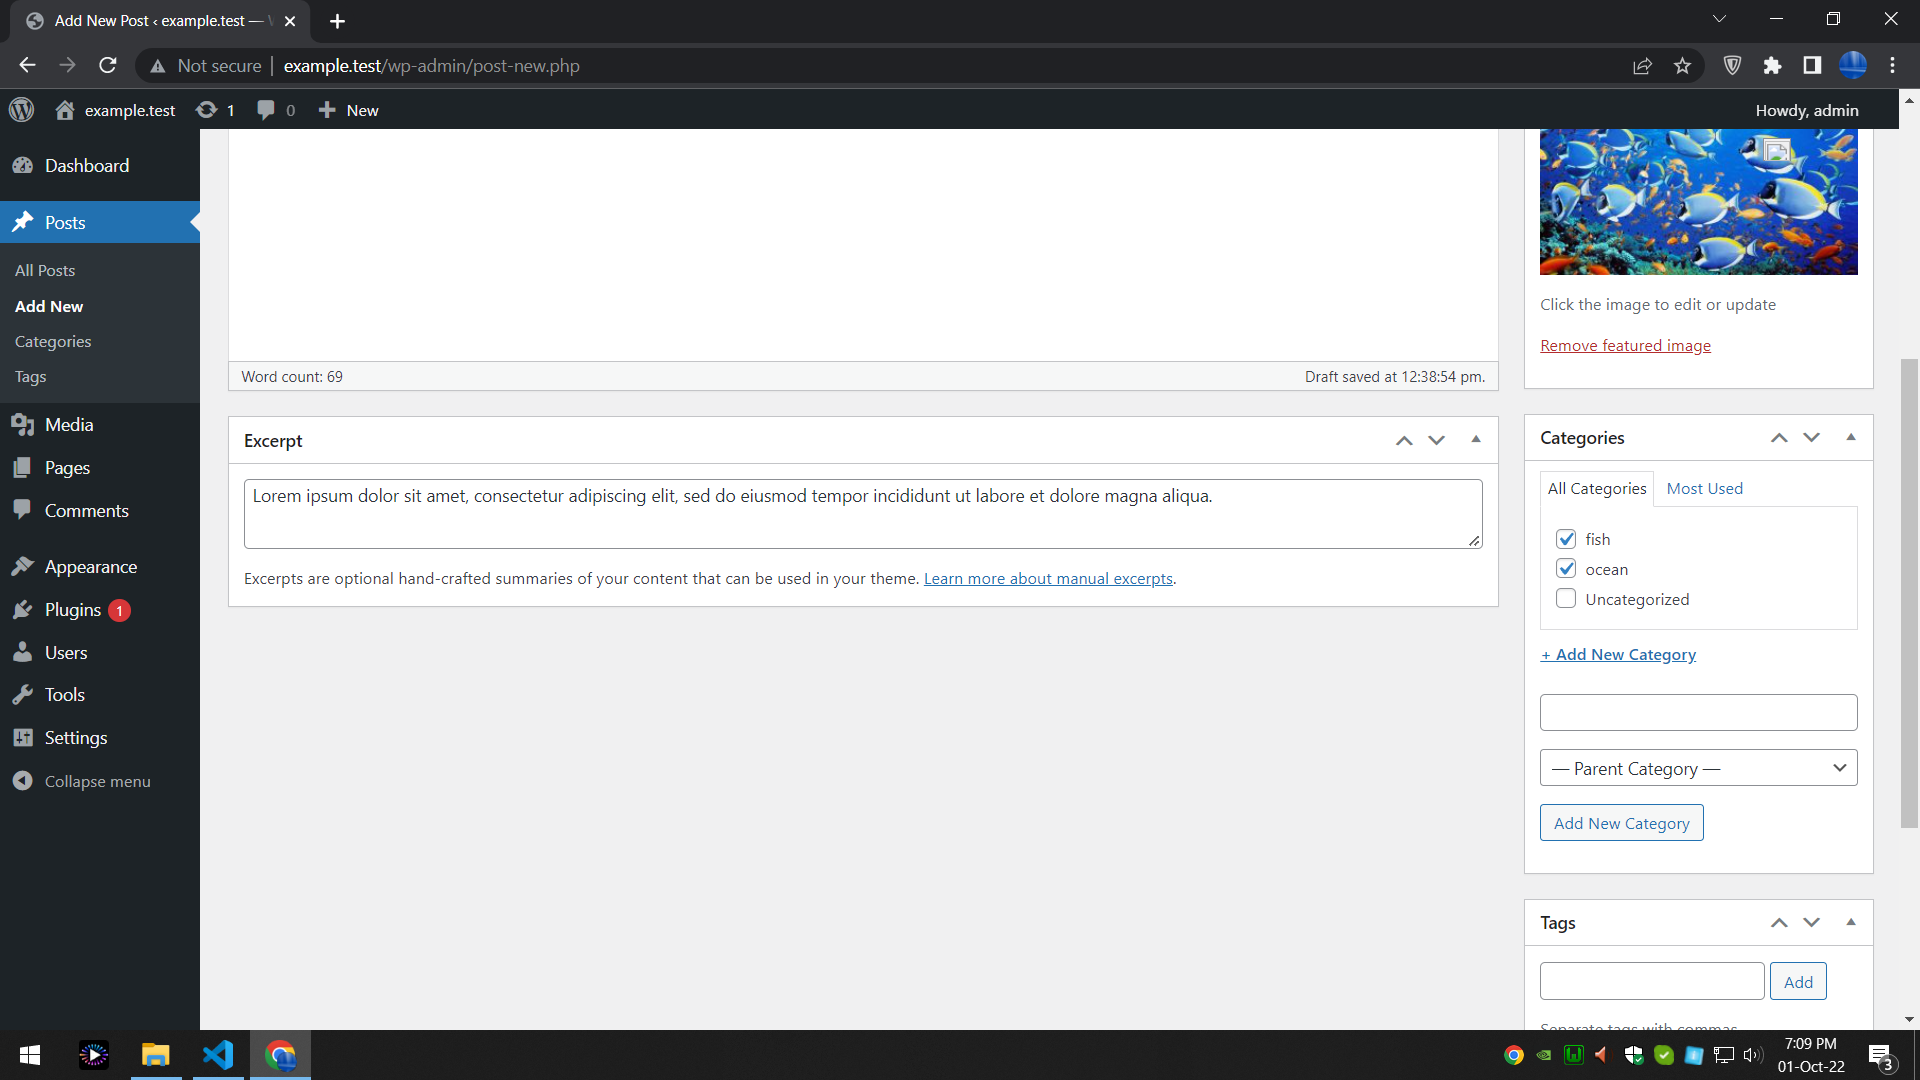 Add New Post ‹ example.test —
Not secure
example.test/wp-admin/post-new.php
example.test
1
0
New
Howdy, admin
Dashboard
Posts
All Posts
Add New
Categories
Tags
Media
Pages
Comments
Appearance
Plugins 1
Users
Tools
Settings
Collapse menu
Word count: 69
Draft saved at 12:38:54 pm.
Excerpt
Lorem ipsum dolor sit amet, consectetur adipiscing elit, sed do eiusmod tempor incididunt ut labore et dolore magna aliqua.
Excerpts are optional hand-crafted summaries of your content that can be used in your theme. Learn more about manual excerpts.
Click the image to edit or update
Remove featured image
Categories
All Categories
Most Used
fish
ocean
Uncategorized
+ Add New Category
— Parent Category —
Add New Category
Tags
Add
Separate tags with commas
7:09 PM
01-Oct-22
3